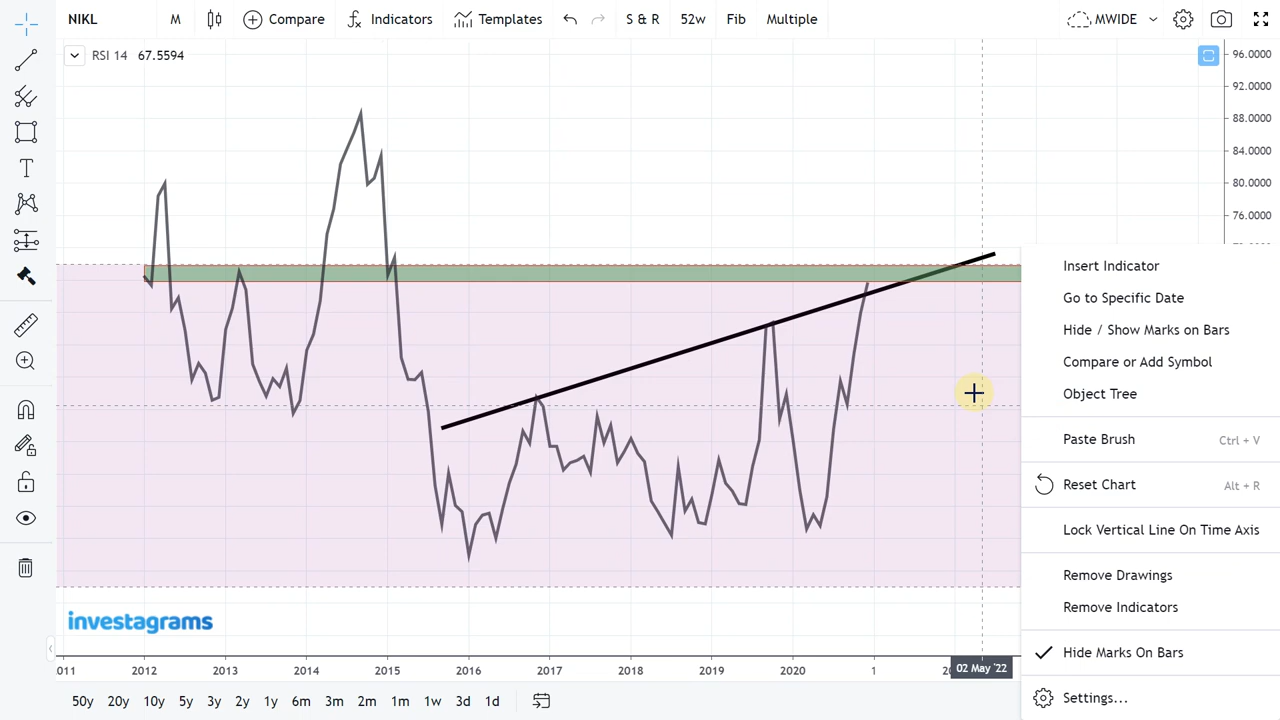 NIKL M Compare Indicators Templates S & R 52w Fib Multiple MWIDE
RSI 14 67.5594
96.0000
92.0000
88.0000
84.0000
80.0000
76.0000
Insert Indicator
Go to Specific Date
Hide / Show Marks on Bars
Compare or Add Symbol
Object Tree
Paste Brush Ctrl + V
Reset Chart Alt + R
Lock Vertical Line On Time Axis
Remove Drawings
Remove Indicators
Hide Marks On Bars
Settings...
investagrams
011 2012 2013 2014 2015 2016 2017 2018 2019 2020 1 02 May '22
50y 20y 10y 5y 3y 2y 1y 6m 3m 2m 1m 1w 3d 1d